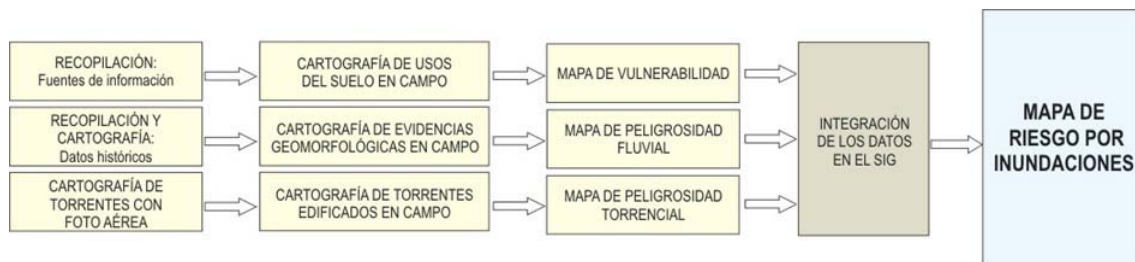 RECOPILACIÓN:
Fuentes de información
CARTOGRAFÍA DE USOS
DEL SUELO EN CAMPO
MAPA DE VULNERABILIDAD
RECOPILACIÓN Y
CARTOGRAFÍA:
Datos históricos
CARTOGRAFÍA DE EVIDENCIAS
GEOMORFOLÓGICAS EN CAMPO
MAPA DE PELIGROSIDAD
FLUVIAL
CARTOGRAFÍA DE
TORRENTES CON
FOTO AÉREA
CARTOGRAFÍA DE TORRENTES
EDIFICADOS EN CAMPO
MAPA DE PELIGROSIDAD
TORRENCIAL
INTEGRACIÓN
DE LOS DATOS
EN EL SIG
MAPA DE
RIESGO POR
INUNDACIONES